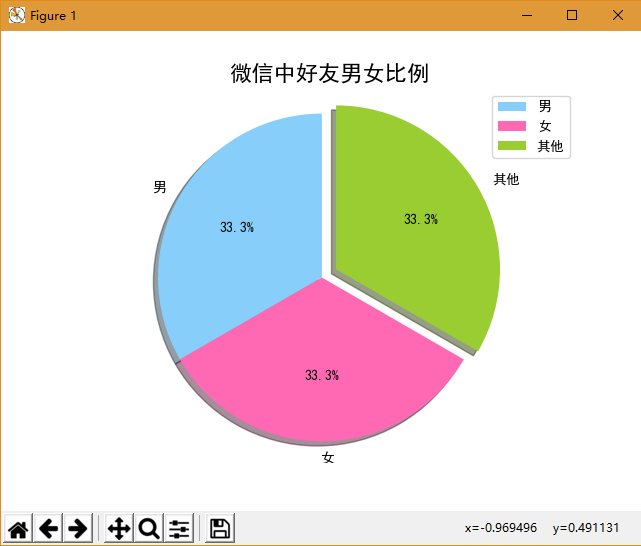 Figure 1
微信中好友男女比例
男
女
其他
其他
男
33.3%
33.3%
33.3%
女
x=-0.969496 y=0.491131